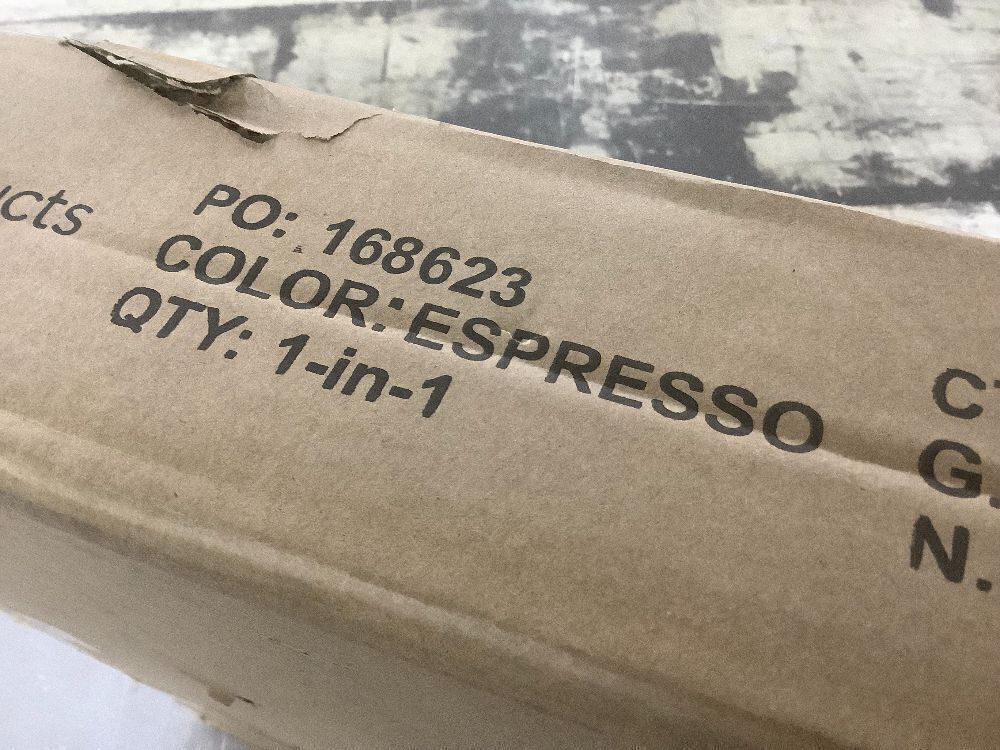 PO: 168623
COLOR: ESPRESSO
QTY: 1-in-1
G.
N.